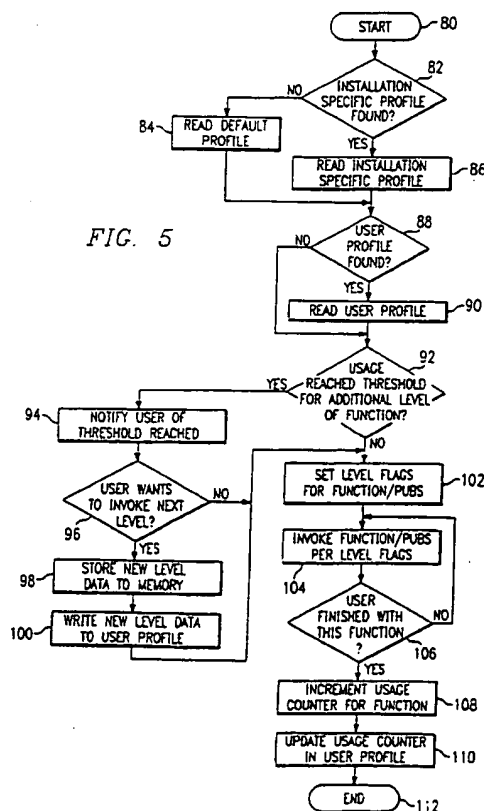 START
80
82
INSTALLATION
SPECIFIC PROFILE
FOUND?
NO
YES
84
READ DEFAULT
PROFILE
READ INSTALLATION
SPECIFIC PROFILE
86
FIG. 5
88
USER
PROFILE
FOUND?
NO
YES
READ USER PROFILE
90
92
USAGE
REACHED THRESHOLD
FOR ADDITIONAL LEVEL
OF FUNCTION?
YES
NO
94
NOTIFY USER OF
THRESHOLD REACHED
USER WANTS
TO INVOKE NEXT
LEVEL?
NO
96
YES
98
STORE NEW LEVEL
DATA TO MEMORY
100
WRITE NEW LEVEL DATA
TO USER PROFILE
SET LEVEL FLAGS
FOR FUNCTION/PUBS
102
INVOKE FUNCTION/PUBS
PER LEVEL FLAGS
104
USER
FINISHED WITH
THIS FUNCTION
?
NO
106
YES
INCREMENT USAGE
COUNTER FOR FUNCTION
108
UPDATE USAGE COUNTER
IN USER PROFILE
110
END
112